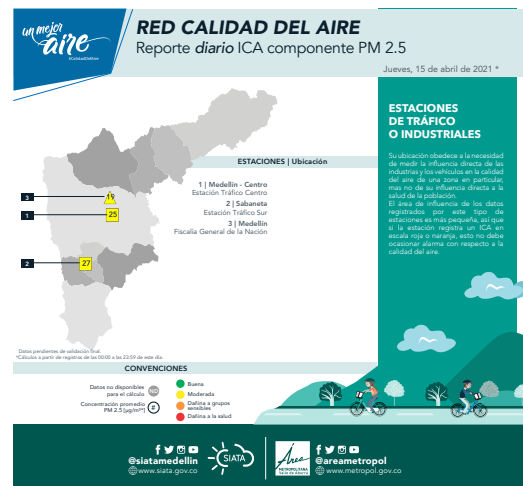 un mejor
aire
#CalidadDelAire
RED CALIDAD DEL AIRE
Reporte diario ICA componente PM 2.5
Jueves, 15 de abril de 2021 *
ESTACIONES
DE TRÁFICO
O INDUSTRIALES
Su ubicación obedece a la necesidad
de medir la influencia directa de las
industrias y los vehículos en la calidad
del aire de una zona en particular,
mas no de su influencia directa a la
salud de la población.
El área de influencia de los datos
registrados por este tipo de
estaciones es más pequeña, así que
si la estación registra un ICA en
escala roja o naranja, esto no debe
ocasionar alarma con respecto a la
calidad del aire.
ESTACIONES | Ubicación
1 | Medellín - Centro
Estación Tráfico Centro
2 | Sabaneta
Estación Tráfico Sur
3 | Medellín
Fiscalía General de la Nación
3
1
25
2
27
Datos pendientes de validación final.
*Cálculos a partir de registros de las 00:00 a las 23:59 de este día.
CONVENCIONES
Datos no disponibles
para el cálculo
Concentración promedio
PM 2.5 [µg/m³]
#
Buena
Moderada
Dañina a grupos
sensibles
Dañina a la salud
@siatamedellin
www.siata.gov.co
SIATA
Área
METROPOLITANA
Valle de Aburrá
@areametropol
www.metropol.gov.co